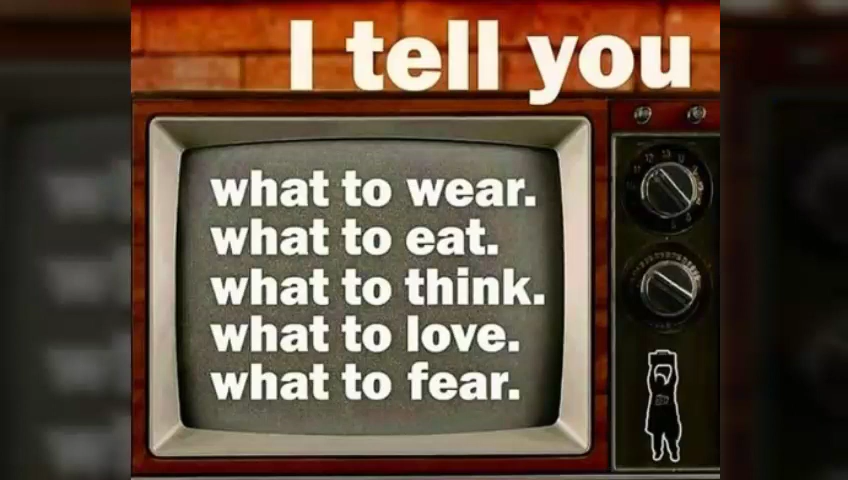 I tell you
what to wear.
what to eat.
what to think.
what to love.
what to fear.